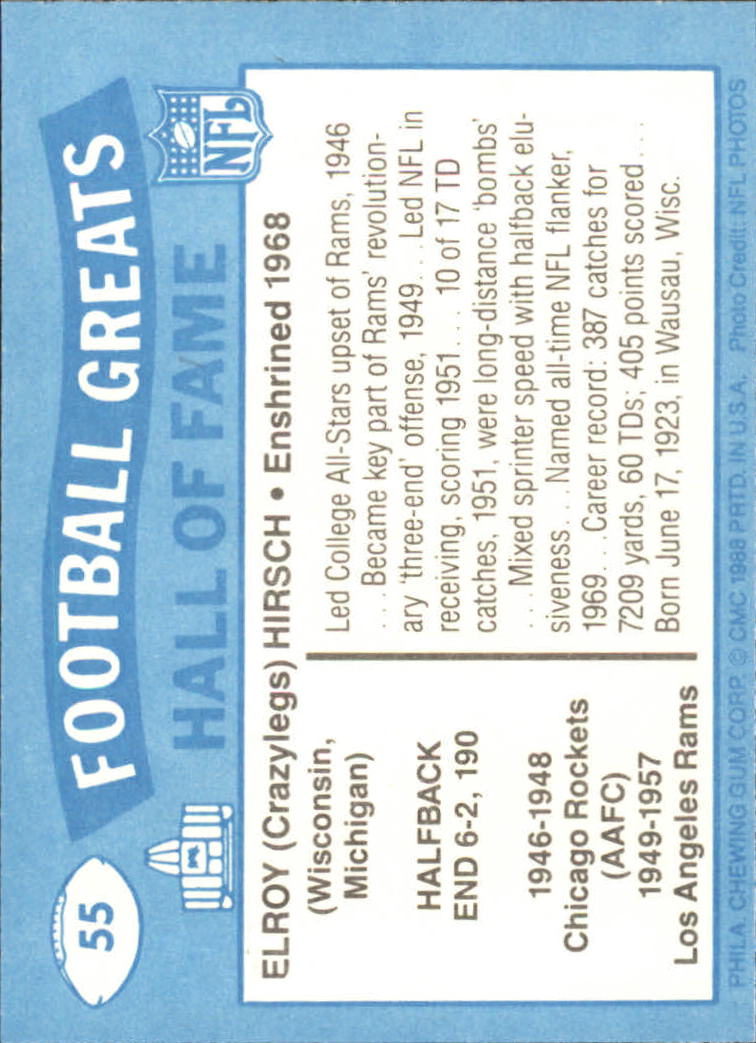 55
FOOTBALL GREATS
HALL OF FAME
NFL
ELROY (Crazylegs) HIRSCH • Enshrined 1968
(Wisconsin,
Michigan)
HALFBACK
END 6-2, 190
1946-1948
Chicago Rockets
(AAFC)
1949-1957
Los Angeles Rams
Led College All-Stars upset of Rams, 1946
. . . Became key part of Rams' revolution-
ary 'three-end' offense, 1949. . . Led NFL in
receiving, scoring 1951. . . . 10 of 17 TD
catches, 1951, were long-distance 'bombs'
. . . Mixed sprinter speed with halfback elu-
siveness. . . Named all-time NFL flanker,
1969. . . Career record: 387 catches for
7209 yards, 60 TDs; 405 points scored . . . .
Born June 17, 1923, in Wausau, Wisc.
PHILA. CHEWING GUM CORP. © CMC 1988 PRTD. IN U.S.A. Photo Credit: NFL PHOTOS